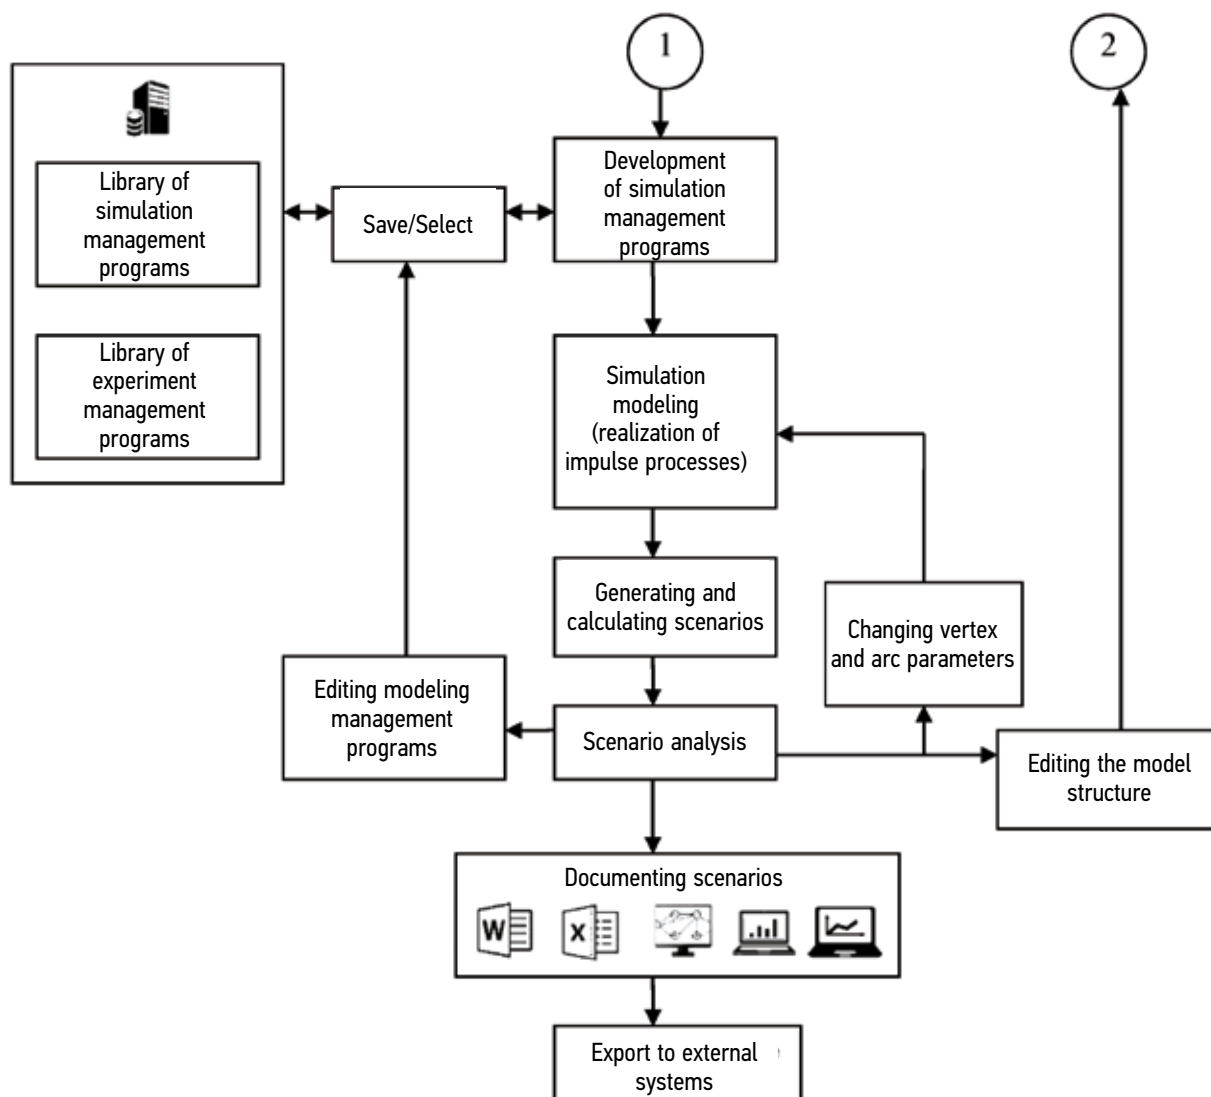 1
2
Library of
simulation
management
programs
Library of
experiment
management
programs
Save/Select
Development
of simulation
management
programs
Simulation
modeling
(realization of
impulse processes)
Generating and
calculating scenarios
Changing vertex
and arc parameters
Editing modeling
management
programs
Scenario analysis
Editing the model
structure
Documenting scenarios
W
X
Export to external
systems